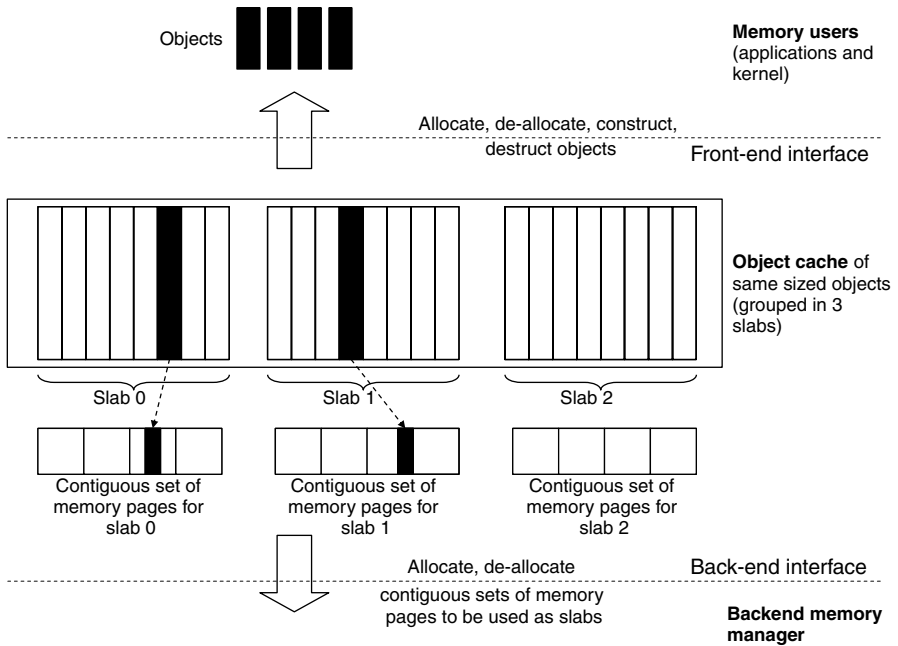 Objects
Memory users
(applications and
kernel)
Allocate, de-allocate, construct,
destruct objects
Front-end interface
Object cache of
same sized objects
(grouped in 3
slabs)
Slab 0
Slab 1
Slab 2
Contiguous set of
memory pages for
slab 0
Contiguous set of
memory pages for
slab 1
Contiguous set of
memory pages for
slab 2
Allocate, de-allocate
Back-end interface
contiguous sets of memory
pages to be used as slabs
Backend memory
manager